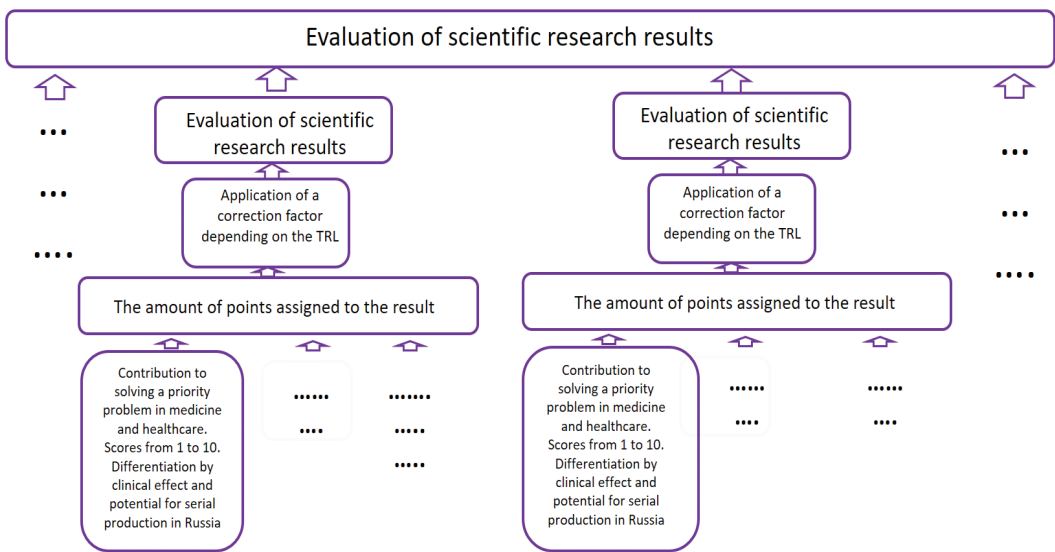 Evaluation of scientific research results
...
...
....
Evaluation of scientific
research results
Application of a
correction factor
depending on the TRL
The amount of points assigned to the result
Contribution to
solving a priority
problem in medicine
and healthcare.
Scores from 1 to 10.
Differentiation by
clinical effect and
potential for serial
production in Russia
......
....
.......
.....
.....
Evaluation of scientific
research results
Application of a
correction factor
depending on the TRL
The amount of points assigned to the result
Contribution to
solving a priority
problem in medicine
and healthcare.
Scores from 1 to 10.
Differentiation by
clinical effect and
potential for serial
production in Russia
......
....
......
....
...
...
....